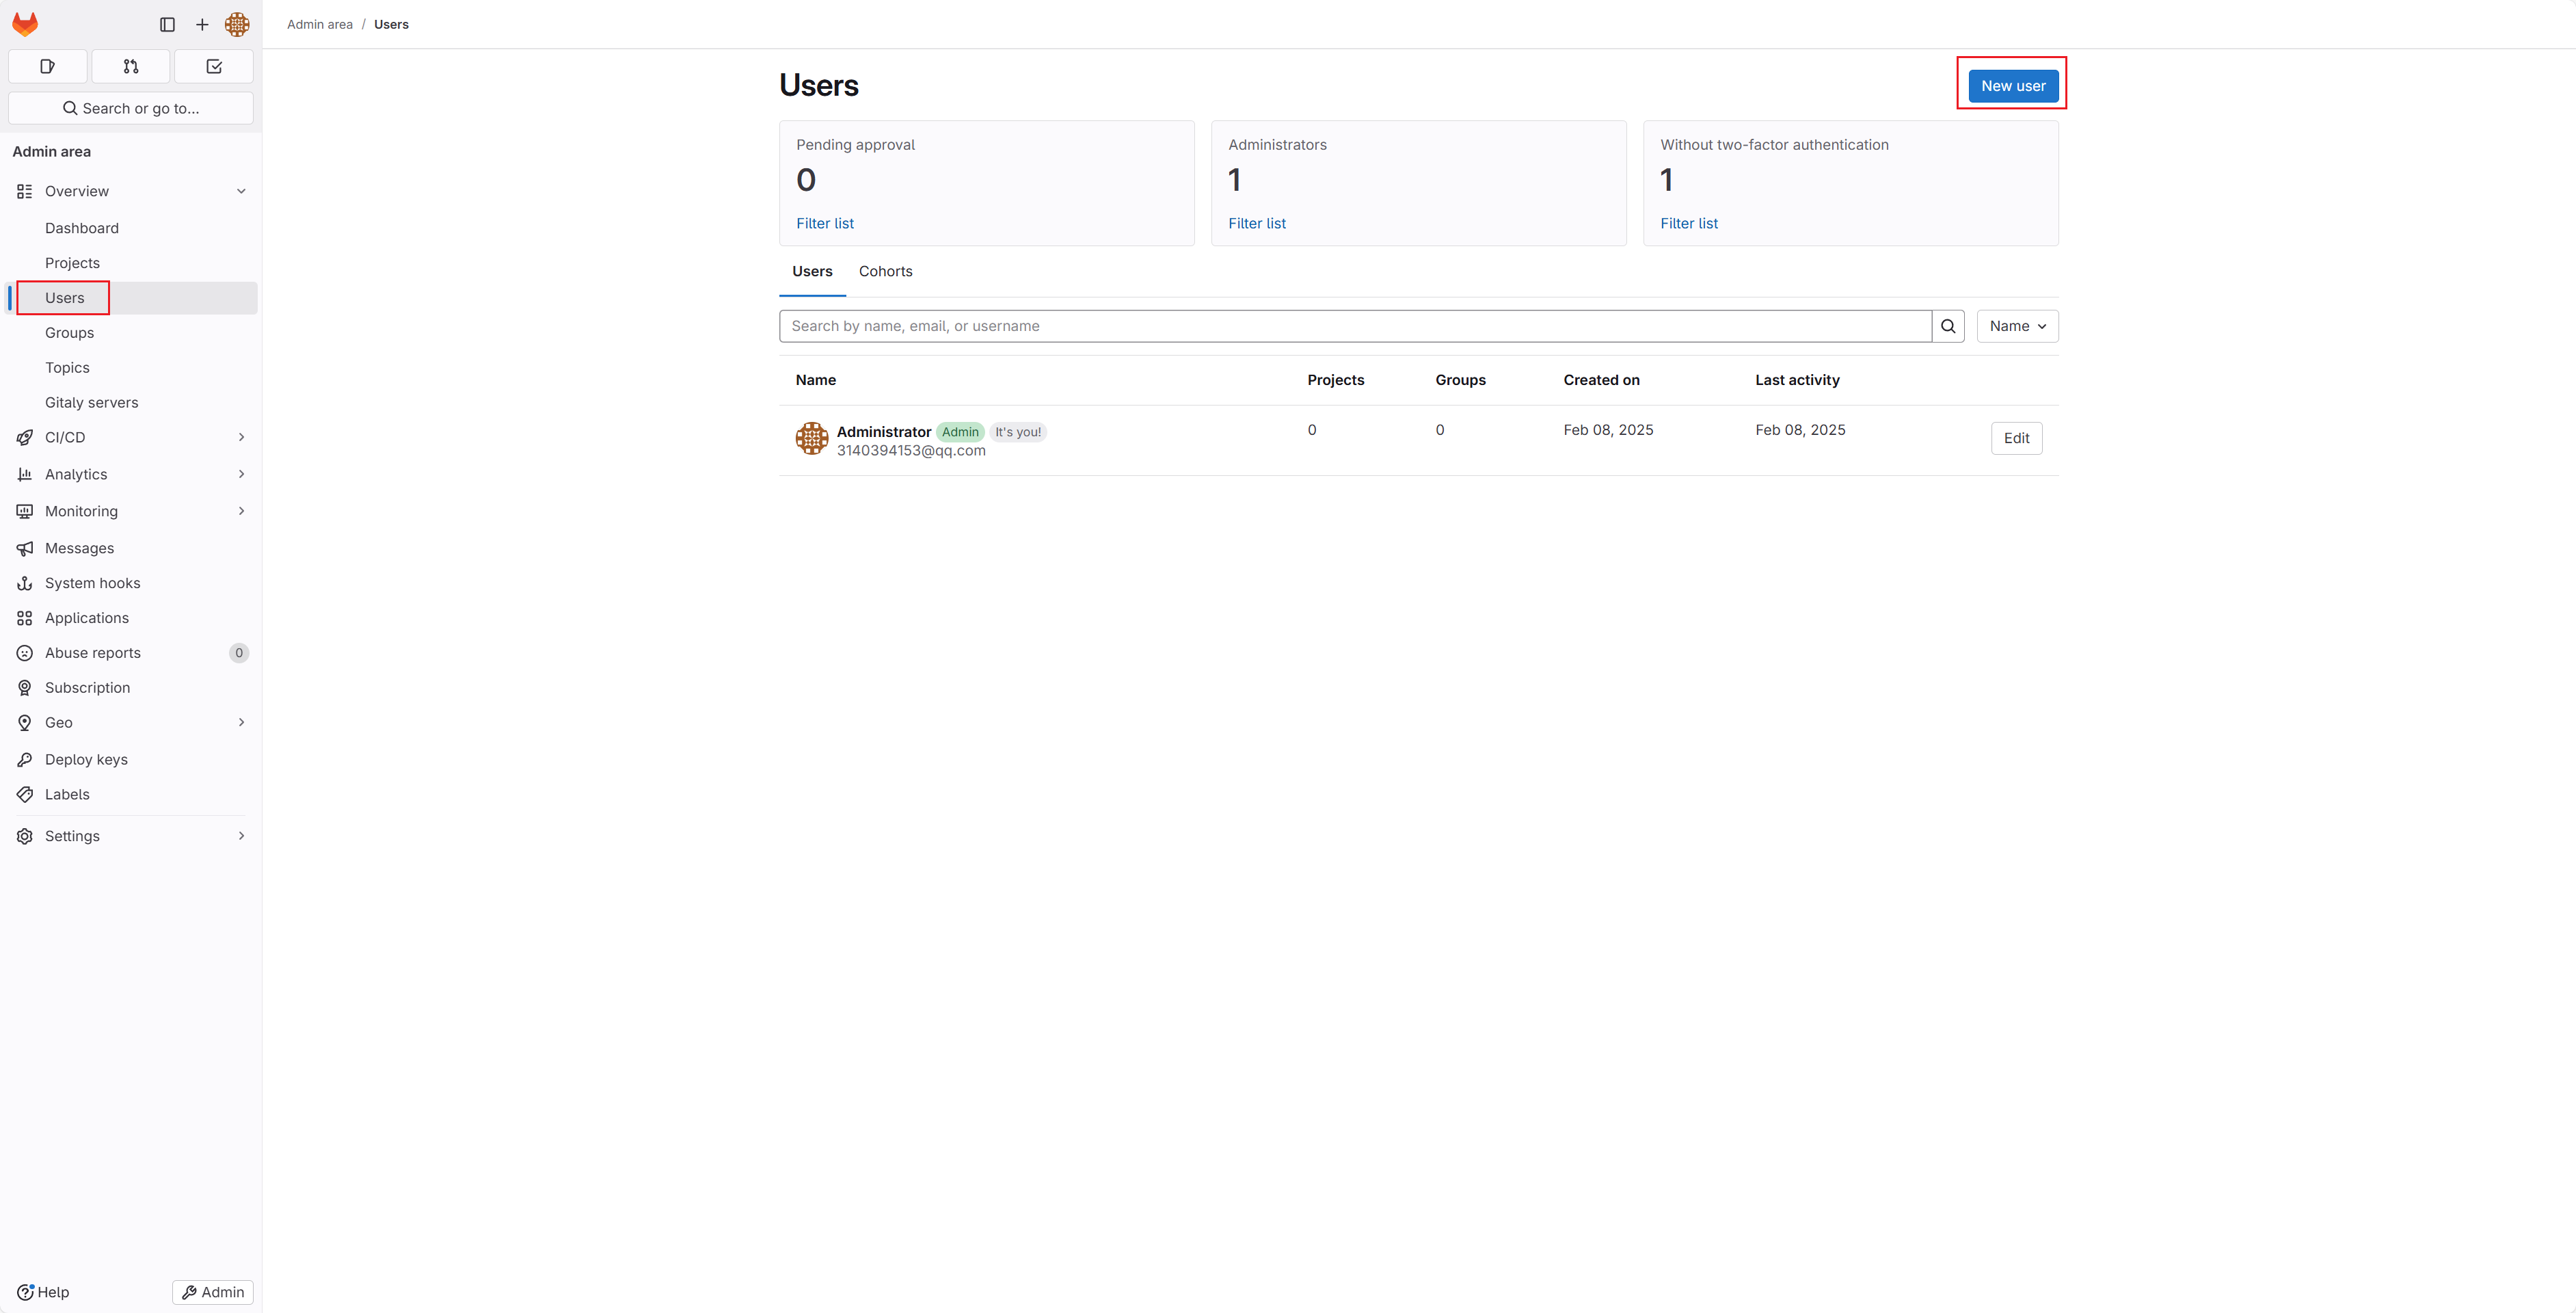 Admin area / Users
Search or go to...
Admin area
Overview
Dashboard
Projects
Users
Groups
Topics
Gitaly servers
CI/CD
Analytics
Monitoring
Messages
System hooks
Applications
Abuse reports 0
Subscription
Geo
Deploy keys
Labels
Settings
Help
Admin
Users
New user
Pending approval
0
Filter list
Administrators
1
Filter list
Without two-factor authentication
1
Filter list
Users Cohorts
Search by name, email, or username
Name
Name Projects Groups Created on Last activity
Administrator Admin It's you! 0 0 Feb 08, 2025 Feb 08, 2025 Edit
3140394153@qq.com